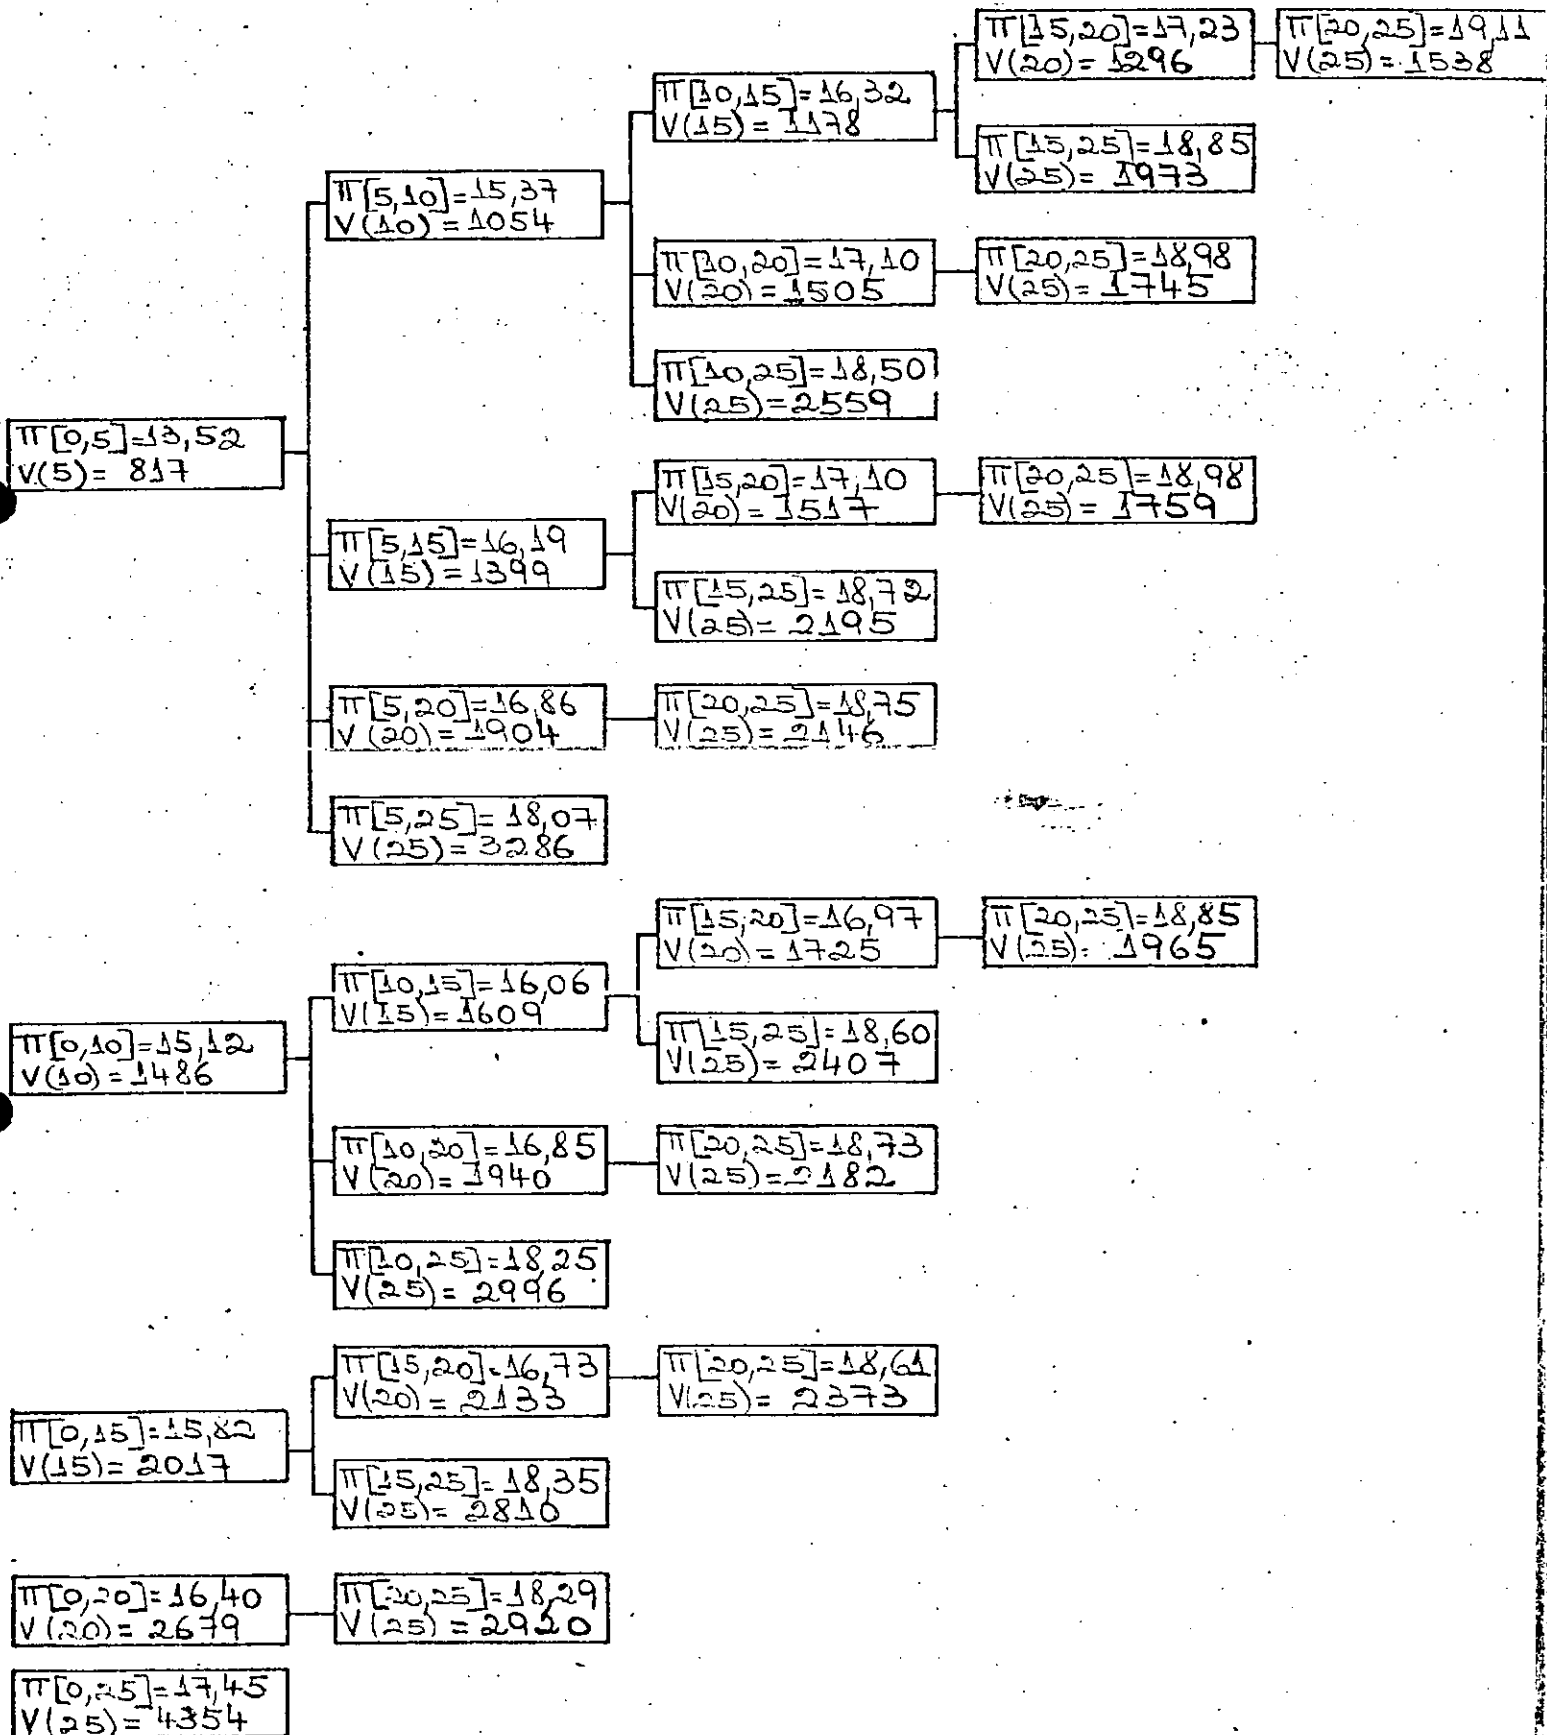 π[15,20]=17,23
V(20)= 1296
π[20,25]=19,11
V(25)= 1538
π[10,15]=16,32
V(15)= 1178
π[15,25]=18,85
V(25)= 1973
π[5,10]=15,37
V(10)=1054
π[10,20]=17,10
V(20)=1505
π[20,25]=18,98
V(25)= 1745
π[10,25]=18,50
V(25)=2559
π[0,5]=13,52
V(5)= 817
π[15,20]=17,10
V(20)= 1517
π[20,25]=18,98
V(25)= 1759
π[5,15]=16,19
V(15)=1399
π[15,25]= 18,72
V(25)= 2195
π[5,20]=16,86
V(20)=1904
π[20,25]=18,75
V(25)= 2146
π[5,25]= 18,07
V(25)= 3286
π[15,20]=16,97
V(20)= 1725
π[20,25]=18,85
V(25)= 1965
π[10,15]=16,06
V(15)=1609
π[0,10]=15,12
V(10)=1486
π[15,25]=18,60
V(25)= 2407
π[10,20]=16,85
V(20)= 1940
π[20,25]=18,73
V(25)=2182
π[10,25]=18,25
V(25)= 2996
π[15,20]=16,73
V(20)= 2133
π[20,25]=18,61
V(25)= 2373
π[0,15]=15,82
V(15)= 2017
π[15,25]= 18,35
V(25)= 2810
π[0,20]=16,40
V(20)= 2679
π[20,25]=18,29
V(25) = 2920
π[0,25]=17,45
V(25)= 4354